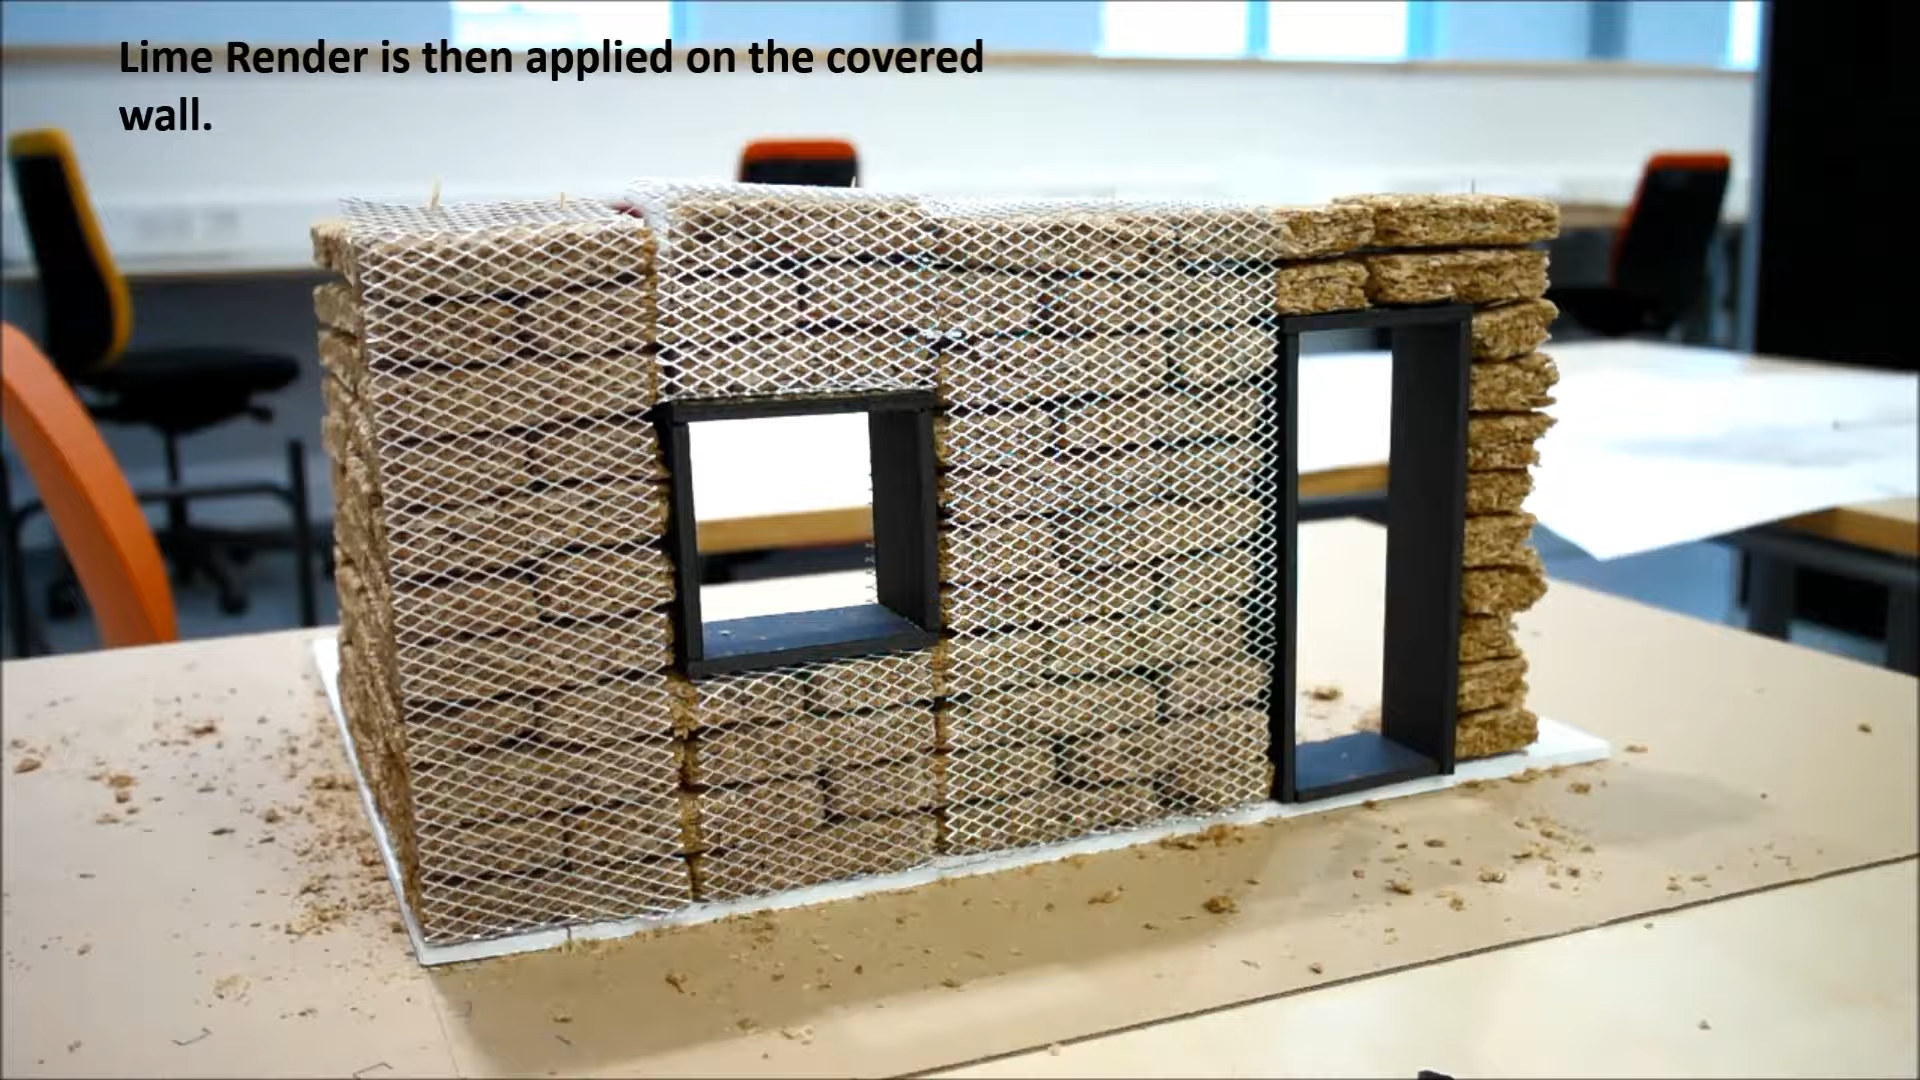 Lime Render is then applied on the covered
wall.